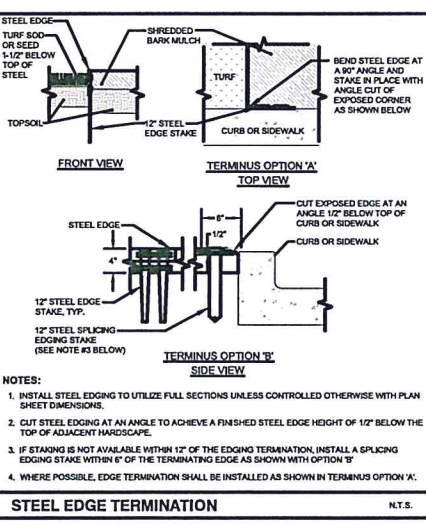 STEEL EDGE
TURF SOD
OR SEED
1-1/2" BELOW
TOP OF
STEEL
TOPSOIL
SHREDDED
BARK MULCH
12" STEEL
EDGE STAKE
FRONT VIEW
TURF
CURB OR SIDEWALK
BEND STEEL EDGE AT
A 90° ANGLE AND
STAKE IN PLACE WITH
ANGLE CUT OF
EXPOSED CORNER
AS SHOWN BELOW
TERMINUS OPTION 'A'
TOP VIEW
STEEL EDGE
4"
6"
1/2"
CUT EXPOSED EDGE AT AN
ANGLE 1/2" BELOW TOP OF
CURB OR SIDEWALK
CURB OR SIDEWALK
12" STEEL EDGE
STAKE, TYP.
12" STEEL SPLICING
EDGING STAKE
(SEE NOTE #3 BELOW)
TERMINUS OPTION 'B'
SIDE VIEW
NOTES:
1. INSTALL STEEL EDGING TO UTILIZE FULL SECTIONS UNLESS CONTROLLED OTHERWISE WITH PLAN
SHEET DIMENSIONS.
2. CUT STEEL EDGING AT AN ANGLE TO ACHIEVE A FINISHED STEEL EDGE HEIGHT OF 1/2" BELOW THE
TOP OF ADJACENT HARDSCAPE.
3. IF STAKING IS NOT AVAILABLE WITHIN 12" OF THE EDGING TERMINATION, INSTALL A SPLICING
EDGING STAKE WITHIN 6" OF THE TERMINATING EDGE AS SHOWN WITH OPTION 'B'
4. WHERE POSSIBLE, EDGE TERMINATION SHALL BE INSTALLED AS SHOWN IN TERMINUS OPTION 'A'.
STEEL EDGE TERMINATION N.T.S.